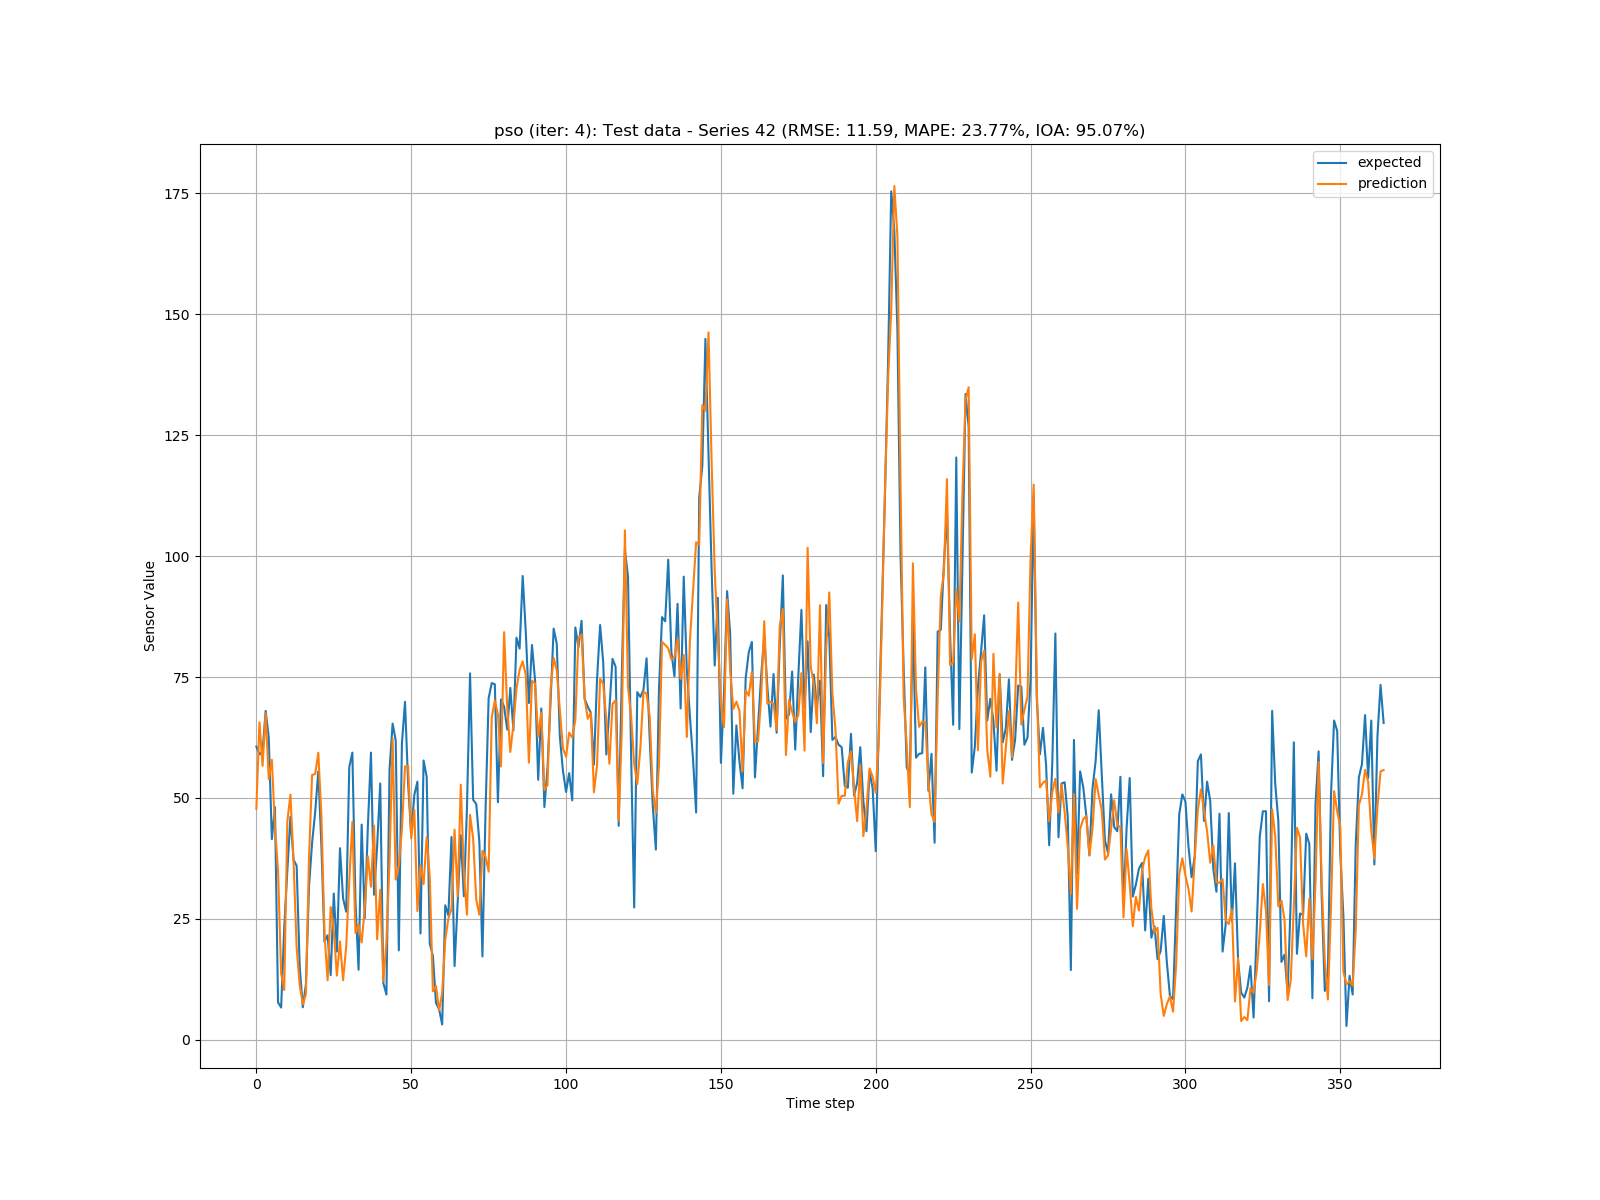 pso (iter: 4): Test data - Series 42 (RMSE: 11.59, MAPE: 23.77%, IOA: 95.07%)
expected
prediction
175
150
125
100
75
50
25
0
Sensor Value
0 50 100 150 200 250 300 350
Time step